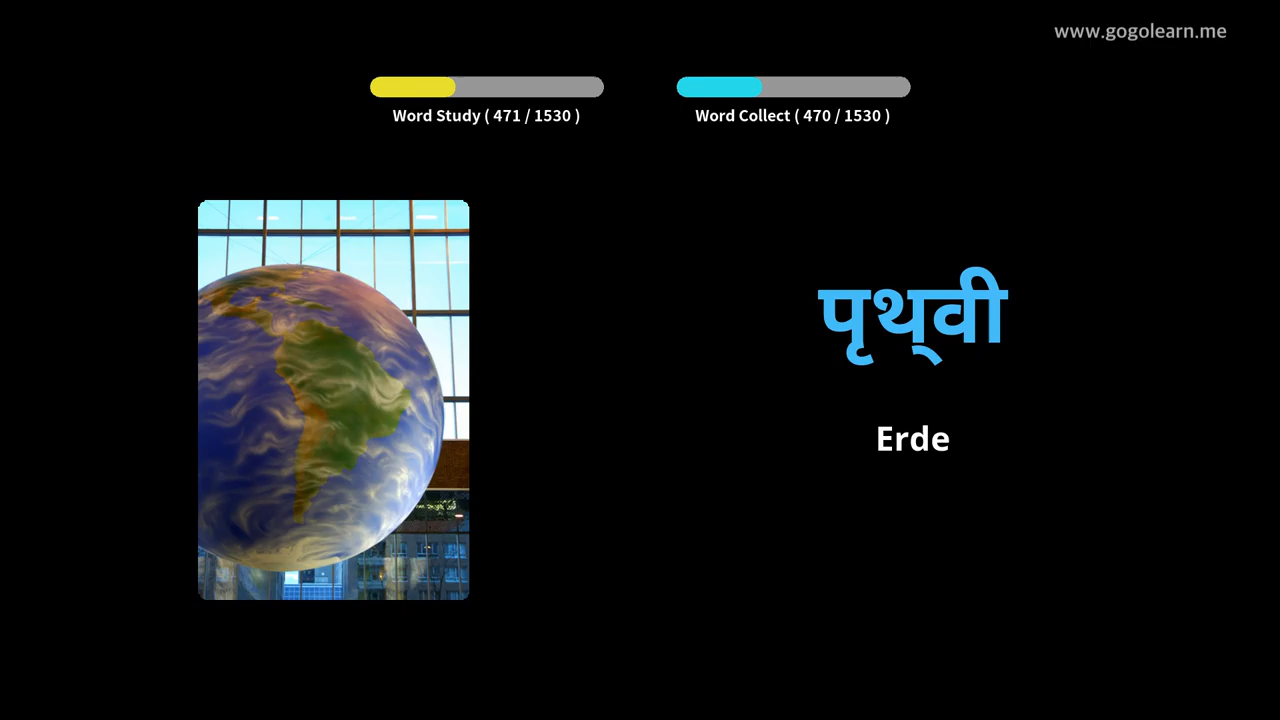 www.gogolearn.me
Word Study ( 471 / 1530 )
Word Collect ( 470 / 1530 )
पृथ्‌वी
Erde